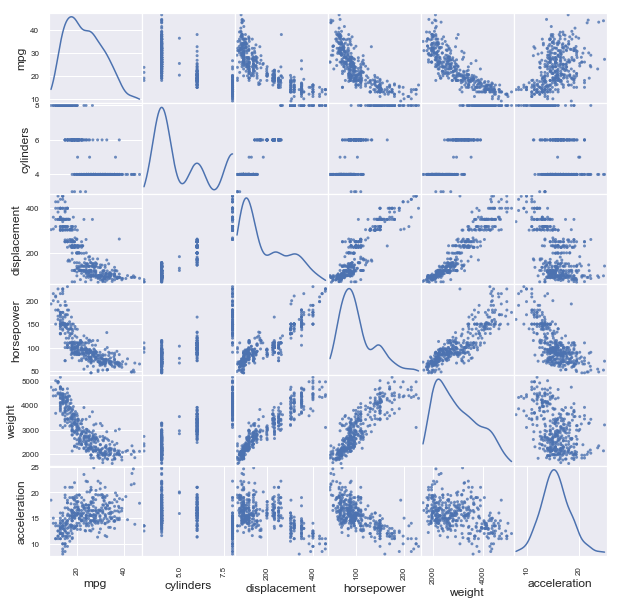 mpg
40
30
20
10
cylinders
8
6
4
displacement
400
200
horsepower
200
150
100
50
weight
5000
4000
3000
2000
acceleration
25
20
15
10
20 40 5.0 7.5 200 400 100 200 2000 4000 10 20
mpg cylinders displacement horsepower weight acceleration